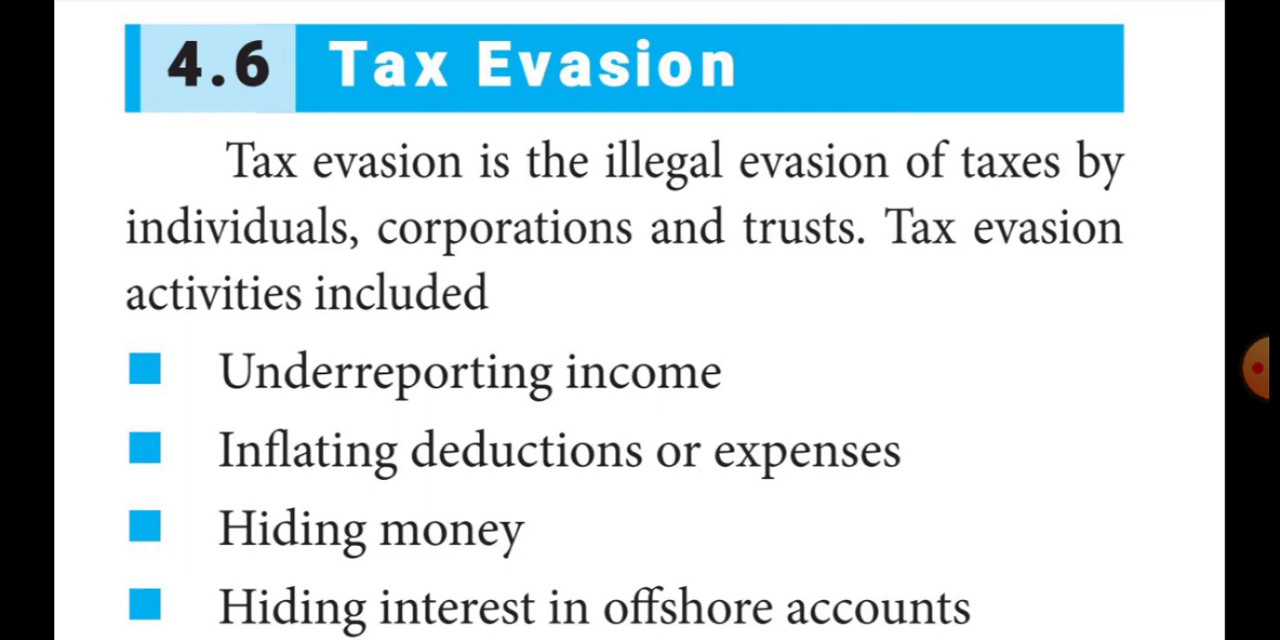 4.6 Tax Evasion
Tax evasion is the illegal evasion of taxes by
individuals, corporations and trusts. Tax evasion
activities included
Underreporting income
Inflating deductions or expenses
Hiding money
Hiding interest in offshore accounts